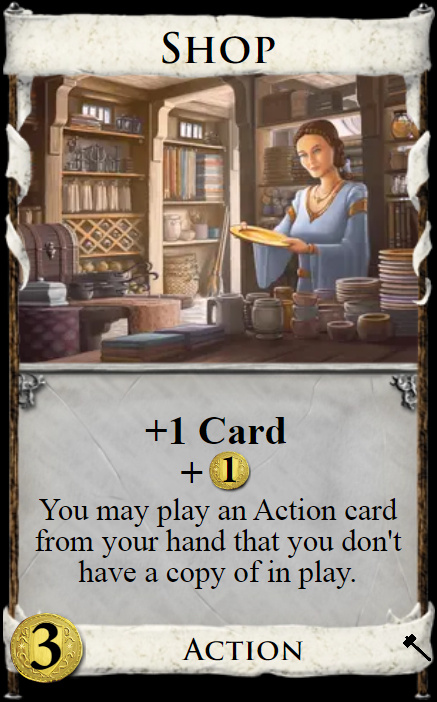 SHOP
+1 Card
+ 1
You may play an Action card
from your hand that you don't
have a copy of in play.
3
ACTION